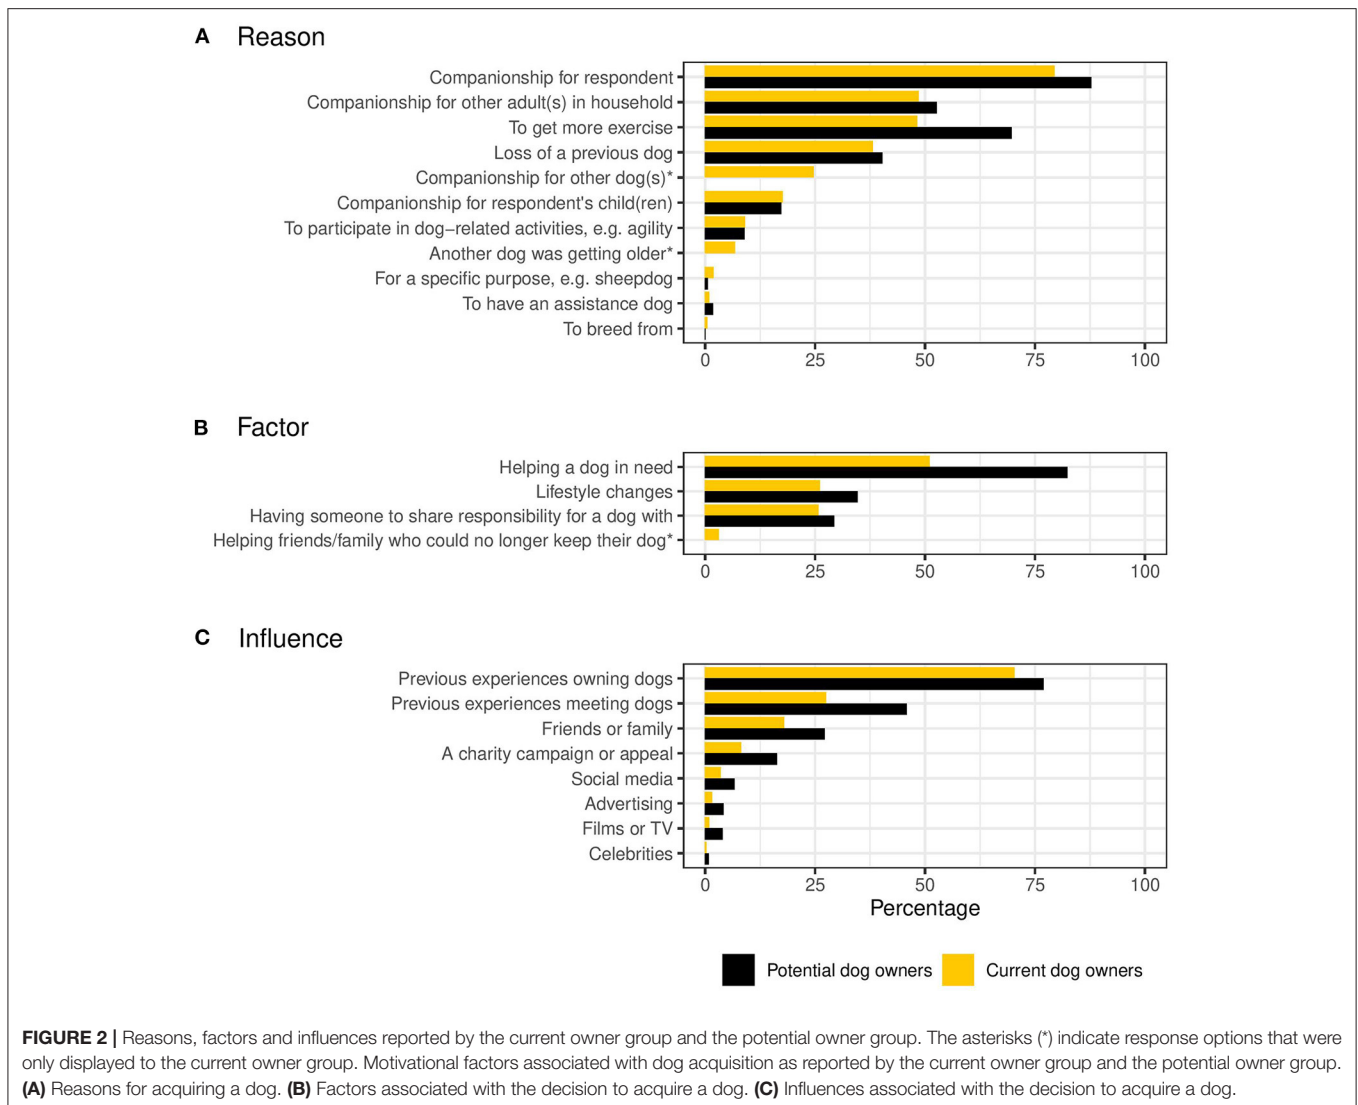 A Reason
Companionship for respondent
Companionship for other adult(s) in household
To get more exercise
Loss of a previous dog
Companionship for other dog(s)*
Companionship for respondent's child(ren)
To participate in dog−related activities, e.g. agility
Another dog was getting older*
For a specific purpose, e.g. sheepdog
To have an assistance dog
To breed from
0 25 50 75 100
B Factor
Helping a dog in need
Lifestyle changes
Having someone to share responsibility for a dog with
Helping friends/family who could no longer keep their dog*
0 25 50 75 100
C Influence
Previous experiences owning dogs
Previous experiences meeting dogs
Friends or family
A charity campaign or appeal
Social media
Advertising
Films or TV
Celebrities
0 25 50 75 100
Percentage
Potential dog owners Current dog owners
FIGURE 2 | Reasons, factors and influences reported by the current owner group and the potential owner group. The asterisks (*) indicate response options that were
only displayed to the current owner group. Motivational factors associated with dog acquisition as reported by the current owner group and the potential owner group.
(A) Reasons for acquiring a dog. (B) Factors associated with the decision to acquire a dog. (C) Influences associated with the decision to acquire a dog.